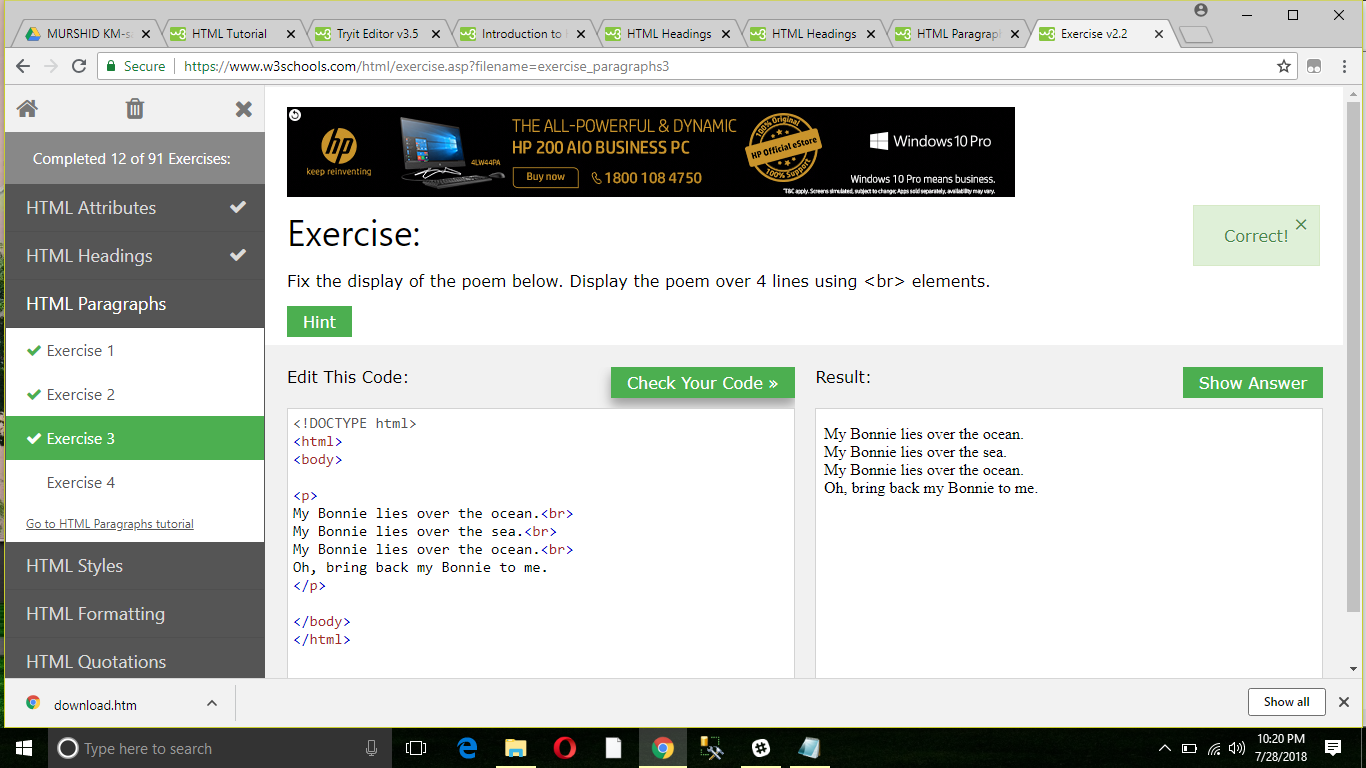 MURSHID KM-s
HTML Tutorial
Tryit Editor v3.5
Introduction to
HTML Headings
HTML Headings
HTML Paragraph
Exercise v2.2
Secure
https://www.w3schools.com/html/exercise.asp?filename=exercise_paragraphs3
Completed 12 of 91 Exercises:
HTML Attributes
HTML Headings
HTML Paragraphs
Exercise 1
Exercise 2
Exercise 3
Exercise 4
Go to HTML Paragraphs tutorial
HTML Styles
HTML Formatting
HTML Quotations
hp
keep reinventing
4LW44PA
THE ALL-POWERFUL & DYNAMIC
HP 200 AIO BUSINESS PC
Buy now
1800 108 4750
100% Original
HP Official eStore
100% Support
Windows 10 Pro
Windows 10 Pro means business.
*T&C apply. Screens simulated, subject to change; Apps sold separately, availability may vary.
Exercise:
Correct!
Fix the display of the poem below. Display the poem over 4 lines using <br> elements.
Hint
Edit This Code:
Check Your Code »
Result:
Show Answer
<!DOCTYPE html>
<html>
<body>
<p>
My Bonnie lies over the ocean.<br>
My Bonnie lies over the sea.<br>
My Bonnie lies over the ocean.<br>
Oh, bring back my Bonnie to me.
</p>
</body>
</html>
My Bonnie lies over the ocean.
My Bonnie lies over the sea.
My Bonnie lies over the ocean.
Oh, bring back my Bonnie to me.
download.htm
Show all
Type here to search
10:20 PM
7/28/2018